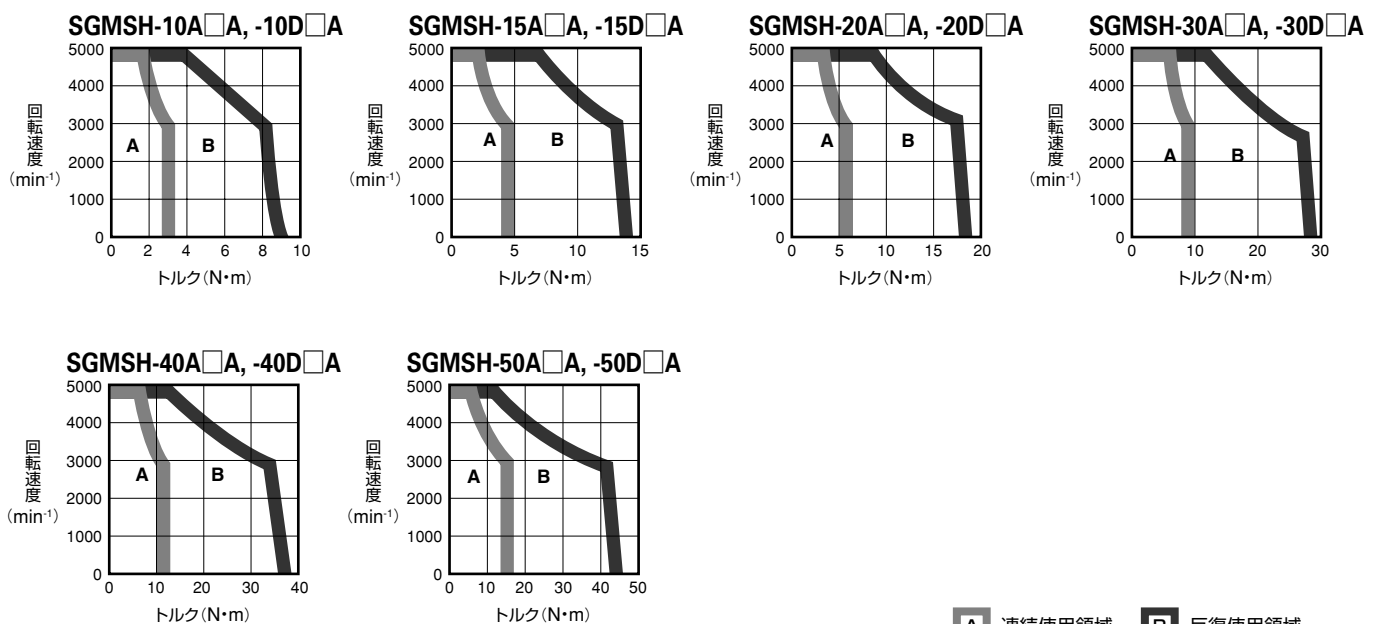 SGMSH-10A□A, -10D□A
5000
4000
3000
2000
1000
0
回転速度
(min-1)
A
B
0 2 4 6 8 10
トルク(N・m)
SGMSH-15A□A, -15D□A
5000
4000
3000
2000
1000
0
回転速度
(min-1)
A
B
0 5 10 15
トルク(N・m)
SGMSH-20A□A, -20D□A
5000
4000
3000
2000
1000
0
回転速度
(min-1)
A
B
0 5 10 15 20
トルク(N・m)
SGMSH-30A□A, -30D□A
5000
4000
3000
2000
1000
0
回転速度
(min-1)
A
B
0 10 20 30
トルク(N・m)
SGMSH-40A□A, -40D□A
5000
4000
3000
2000
1000
0
回転速度
(min-1)
A
B
0 10 20 30 40
トルク(N・m)
SGMSH-50A□A, -50D□A
5000
4000
3000
2000
1000
0
回転速度
(min-1)
A
B
0 10 20 30 40 50
トルク(N・m)
A 連続使用領域 B 反復使用領域